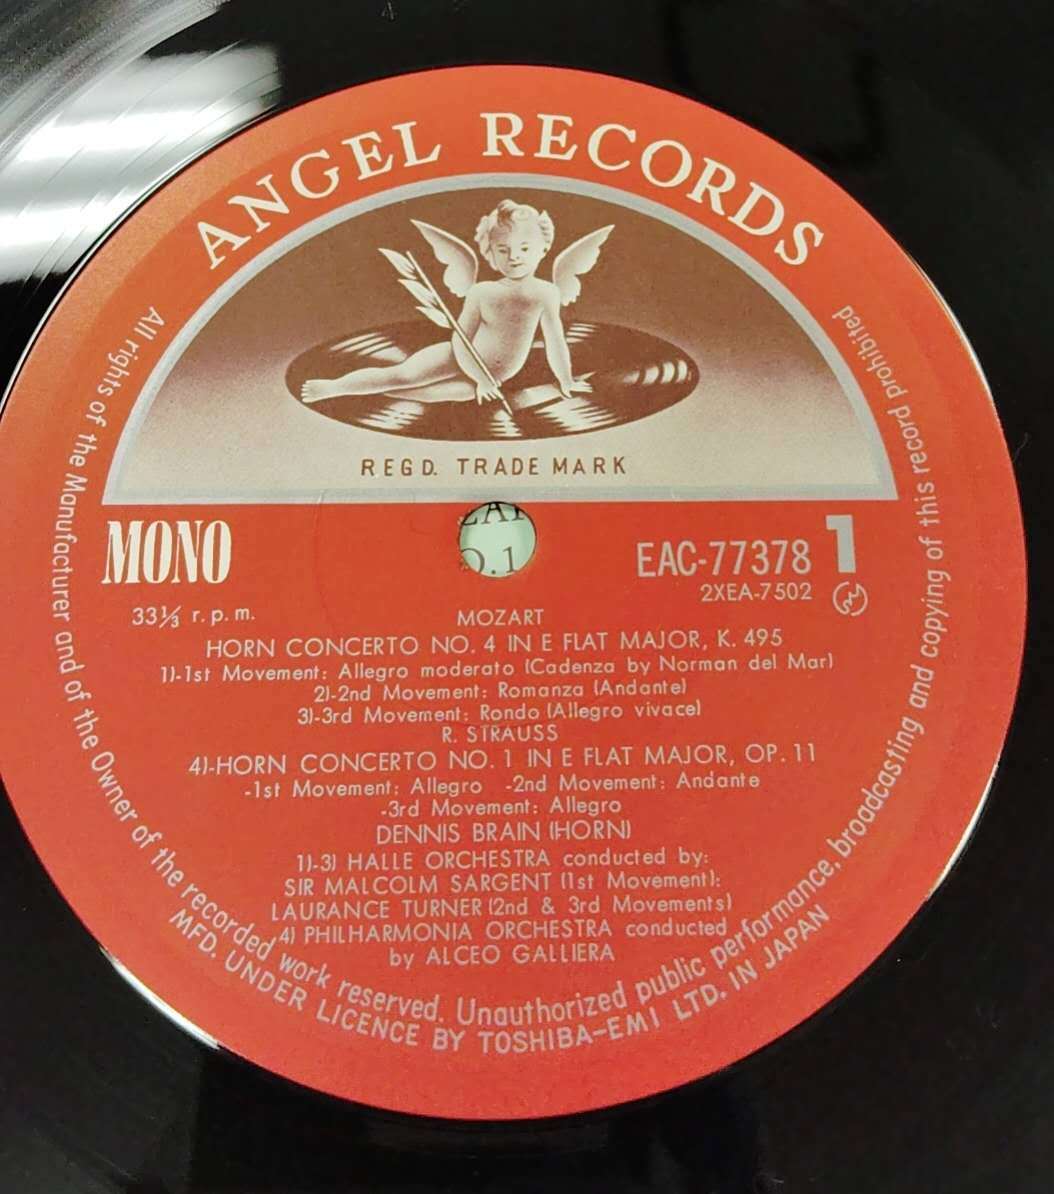 ANGEL RECORDS
REGD. TRADE MARK
MONO
EAC-77378 1
2XEA-7502
33⅓ r.p.m.
MOZART
HORN CONCERTO NO. 4 IN E FLAT MAJOR, K. 495
1)-1st Movement: Allegro moderato (Cadenza by Norman del Mar)
2)-2nd Movement: Romanza (Andante)
3)-3rd Movement: Rondo (Allegro vivace)
R. STRAUSS
4)-HORN CONCERTO NO. 1 IN E FLAT MAJOR, OP. 11
-1st Movement: Allegro -2nd Movement: Andante
-3rd Movement: Allegro
DENNIS BRAIN (HORN)
1)-3) HALLE ORCHESTRA conducted by:
SIR MALCOLM SARGENT (1st Movement):
LAURANCE TURNER (2nd & 3rd Movements)
4) PHILHARMONIA ORCHESTRA conducted
by ALCEO GALLIERA
All rights of the Manufacturer and of the Owner of the recorded work reserved. Unauthorized public performance, broadcasting and copying of this record prohibited
MFD. UNDER LICENCE BY TOSHIBA-EMI LTD. IN JAPAN